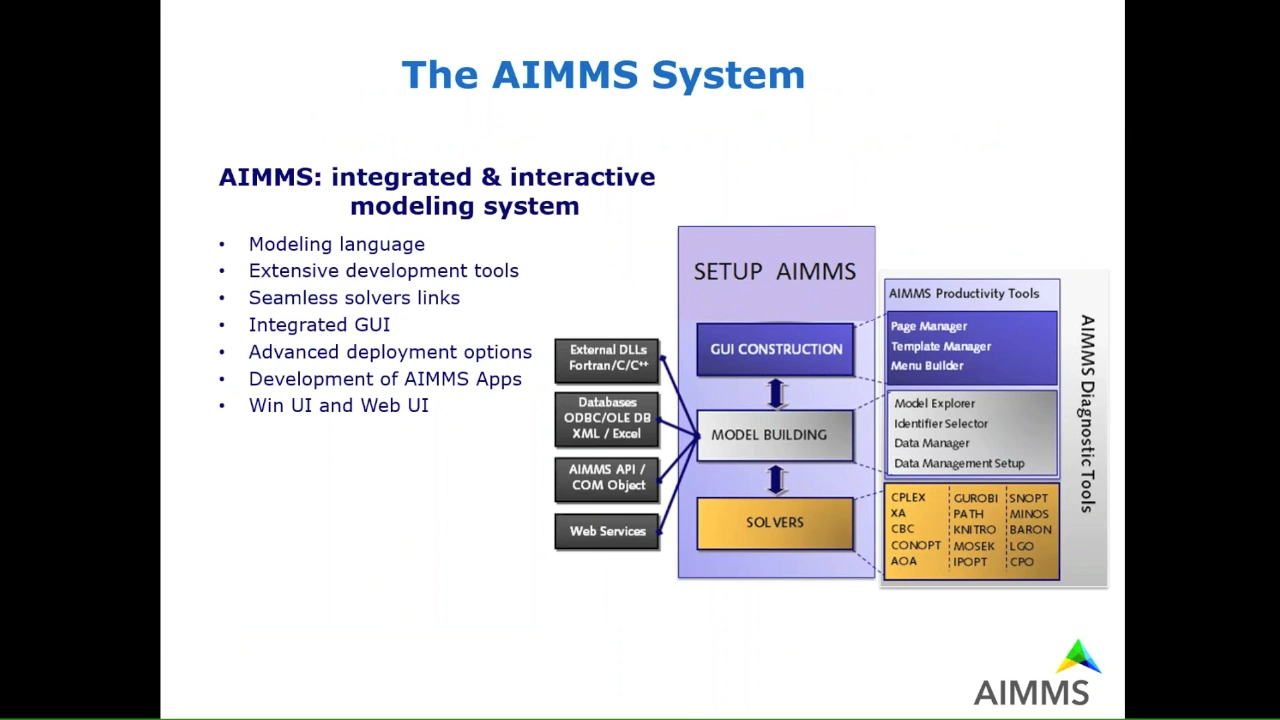 The AIMMS System
AIMMS: integrated & interactive
modeling system
• Modeling language
• Extensive development tools
• Seamless solvers links
• Integrated GUI
• Advanced deployment options
• Development of AIMMS Apps
• Win UI and Web UI
External DLLs
Fortran/C/C++
Databases
ODBC/OLE DB
XML / Excel
AIMMS API /
COM Object
Web Services
SETUP AIMMS
GUI CONSTRUCTION
MODEL BUILDING
SOLVERS
AIMMS Productivity Tools
Page Manager
Template Manager
Menu Builder
Model Explorer
Identifier Selector
Data Manager
Data Management Setup
CPLEX GUROBI SNOPT
XA PATH MINOS
CBC KNITRO BARON
CONOPT MOSEK LGO
AOA IPOPT CPO
AIMMS Diagnostic Tools
AIMMS